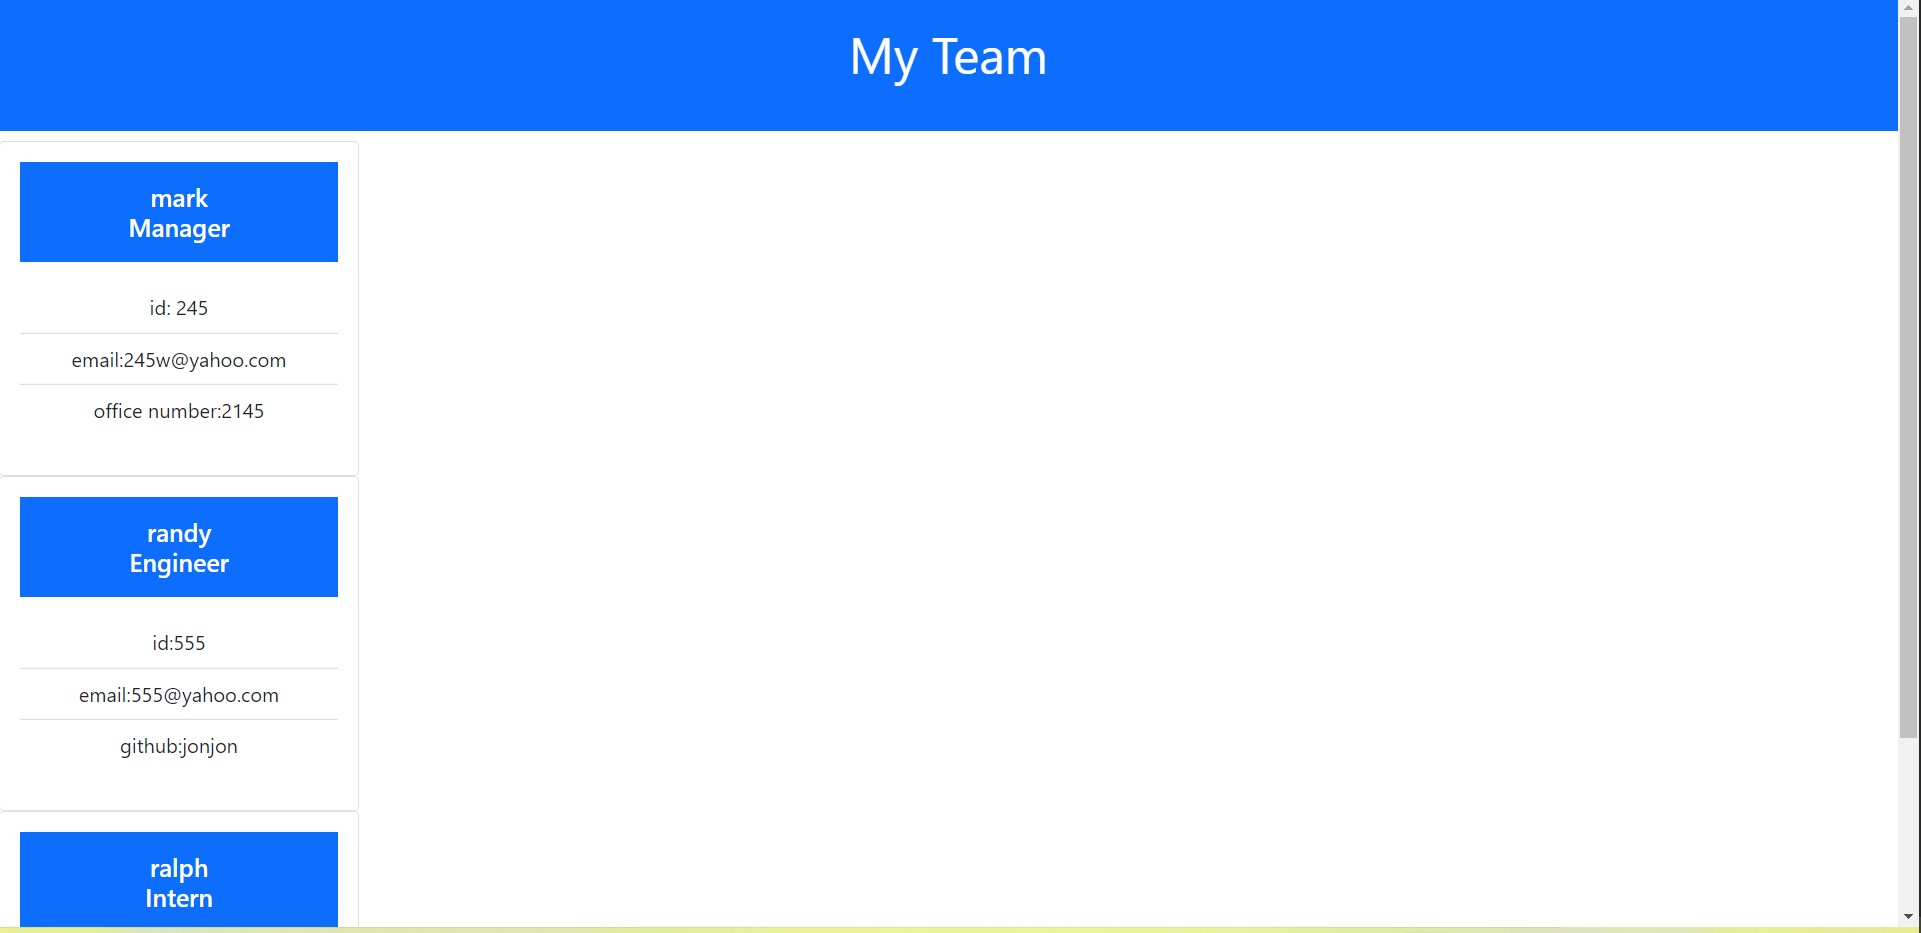 My Team
mark
Manager
id: 245
email:245w@yahoo.com
office number:2145
randy
Engineer
id:555
email:555@yahoo.com
github:jonjon
ralph
Intern